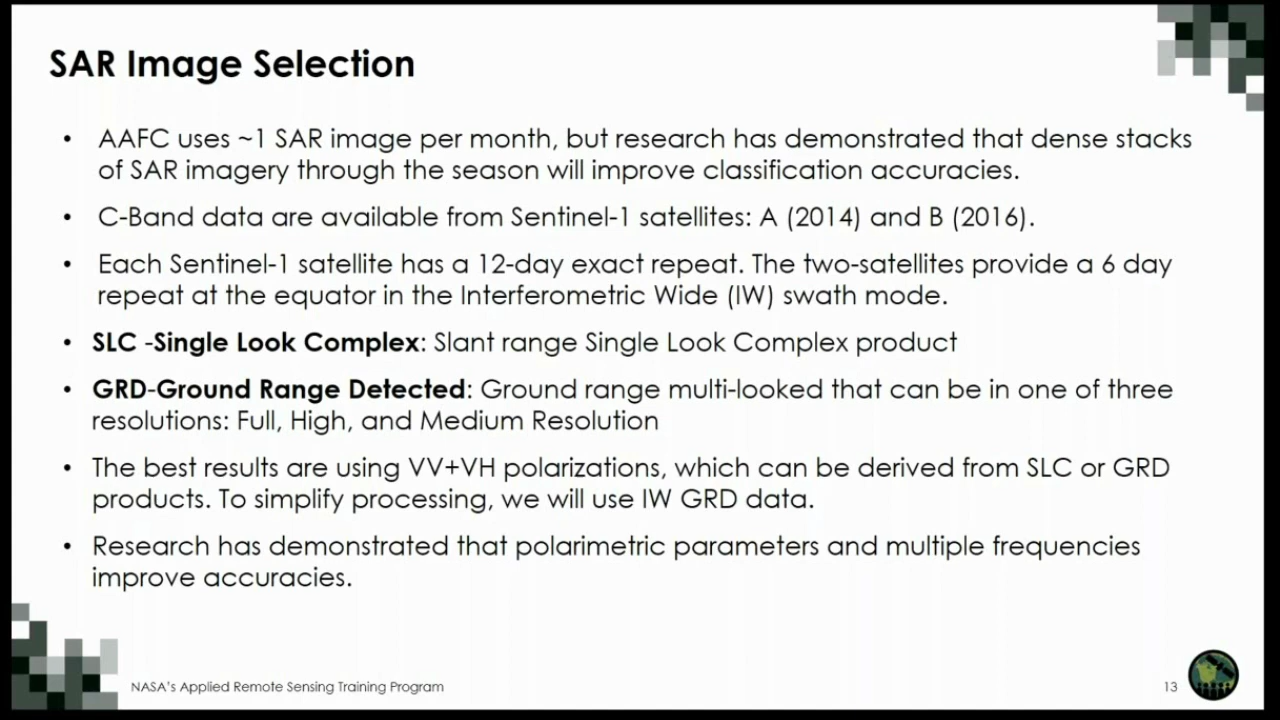 SAR Image Selection
• AAFC uses ~1 SAR image per month, but research has demonstrated that dense stacks
of SAR imagery through the season will improve classification accuracies.
• C-Band data are available from Sentinel-1 satellites: A (2014) and B (2016).
• Each Sentinel-1 satellite has a 12-day exact repeat. The two-satellites provide a 6 day
repeat at the equator in the Interferometric Wide (IW) swath mode.
• SLC -Single Look Complex: Slant range Single Look Complex product
• GRD-Ground Range Detected: Ground range multi-looked that can be in one of three
resolutions: Full, High, and Medium Resolution
• The best results are using VV+VH polarizations, which can be derived from SLC or GRD
products. To simplify processing, we will use IW GRD data.
• Research has demonstrated that polarimetric parameters and multiple frequencies
improve accuracies.
NASA's Applied Remote Sensing Training Program
13